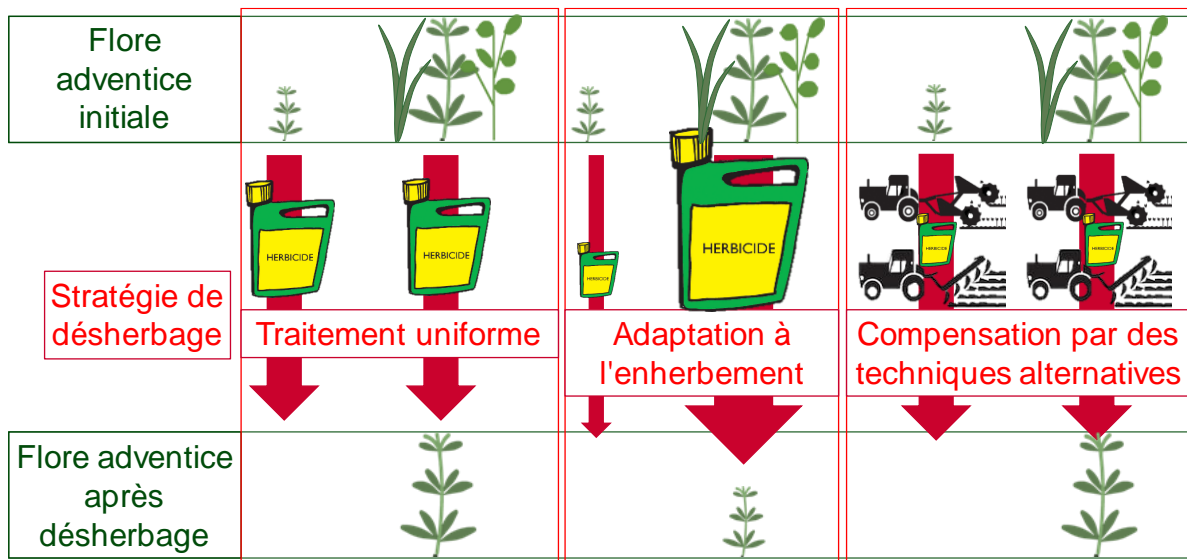 Flore
adventice
initiale
HERBICIDE
HERBICIDE
HERBICIDE
HERBICIDE
HERBICIDE
HERBICIDE
Stratégie de
désherbage
Traitement uniforme
Adaptation à
l'enherbement
Compensation par des
techniques alternatives
Flore adventice
après
désherbage